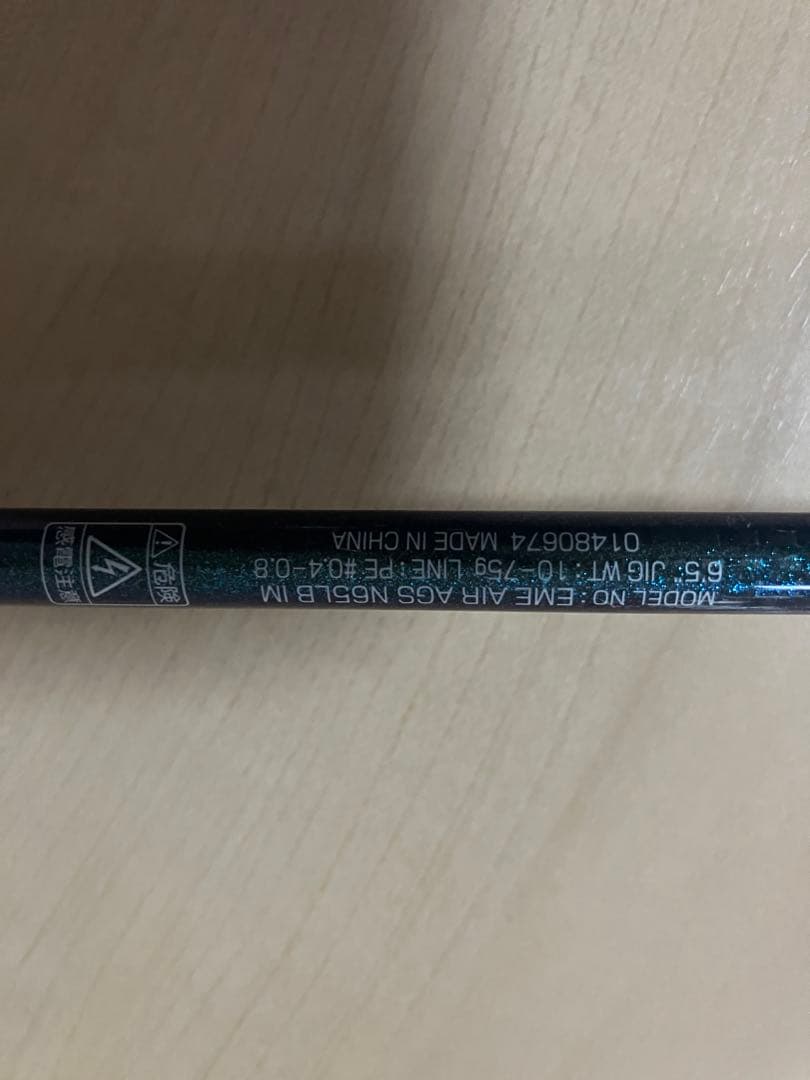 MODEL NO : EME AIR AGS N65LB IM
6'5" JIG WT : 10-75g LINE : PE #0.4-0.8
01480674 MADE IN CHINA
⚠危険
感電注意